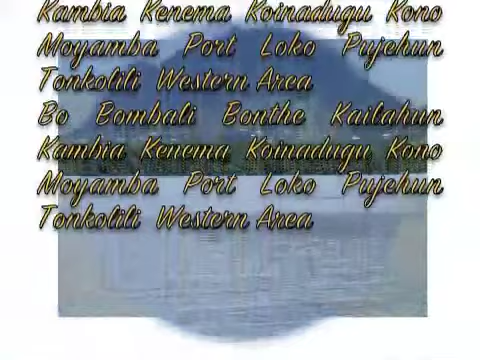 Kambia Kenema Koinadugu Kono
Moyamba Port Loko Pujehun
Tonkolili Western Area
Bo Bombali Bonthe Kailahun
Kambia Kenema Koinadugu Kono
Moyamba Port Loko Pujehun
Tonkolili Western Area